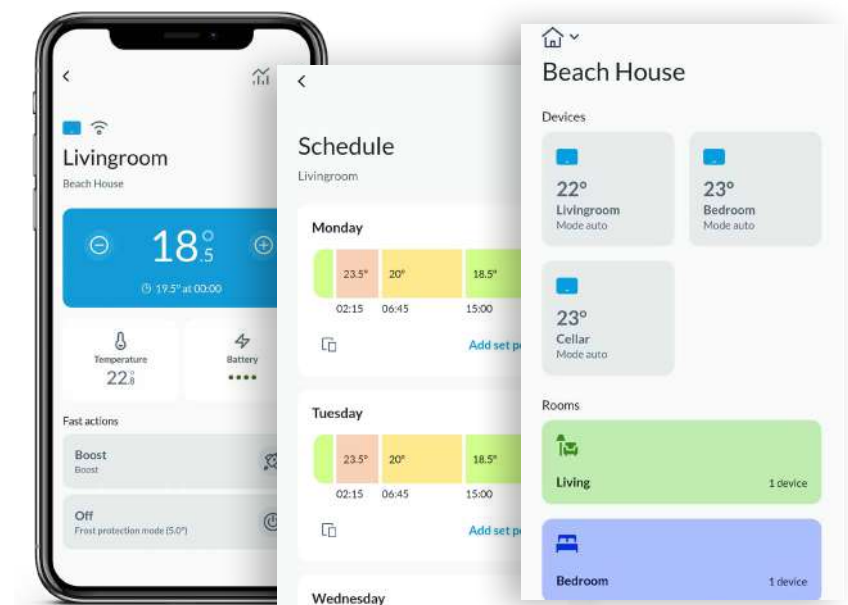 Livingroom
Beach House
18.5°
19.5° at 00:00
Temperature
22.8°
Battery
Fast actions
Boost
Boost
Off
Frost protection mode (5.0°)
Schedule
Livingroom
Monday
23.5° 20° 18.5°
02:15 06:45 15:00
Add set
Tuesday
23.5° 20° 18.5°
02:15 06:45 15:00
Add set
Wednesday
Beach House
Devices
22°
Livingroom
Mode auto
23°
Bedroom
Mode auto
23°
Cellar
Mode auto
Rooms
Living 1 device
Bedroom 1 device